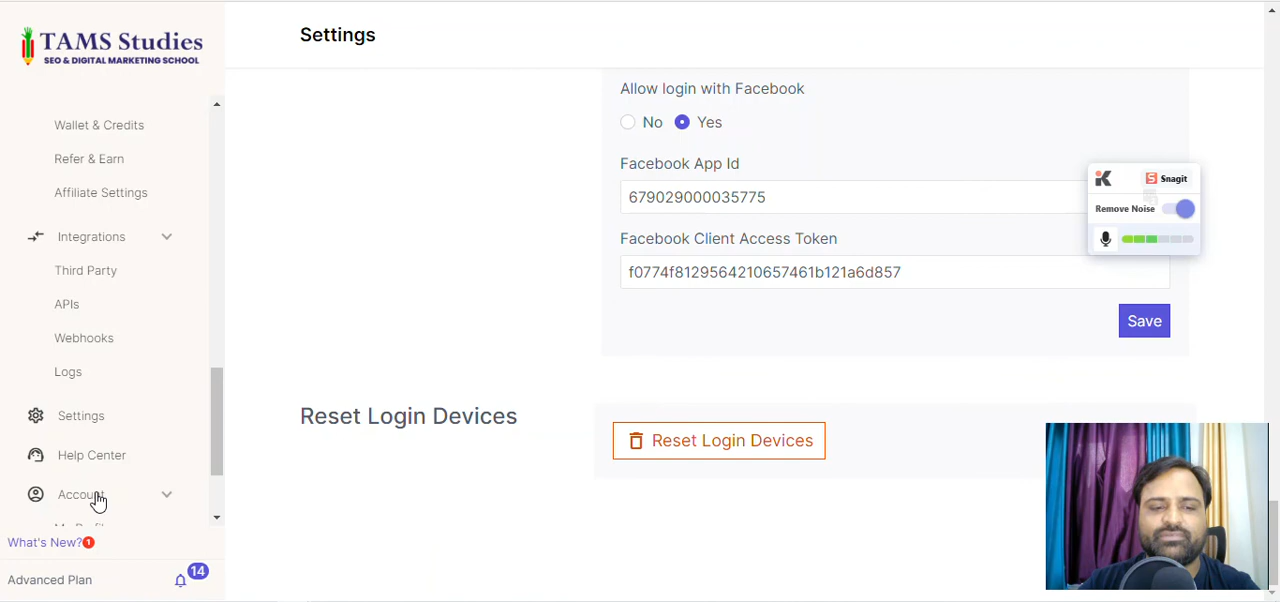 TAMS Studies
SEO & DIGITAL MARKETING SCHOOL
Settings
Wallet & Credits
Refer & Earn
Affiliate Settings
Integrations
Third Party
APIs
Webhooks
Logs
Settings
Help Center
Account
My Profile
What's New? 1
Advanced Plan
14
Allow login with Facebook
No
Yes
Facebook App Id
679029000035775
Facebook Client Access Token
f0774f8129564210657461b121a6d857
Save
Reset Login Devices
Reset Login Devices
Snagit
Remove Noise